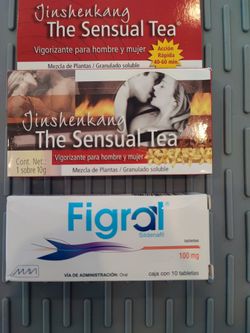 Jinshenkang
The Sensual Tea
Vigorizante para hombre y mujer
Acción
Rápida
40-60 min
Mezcla de Plantas / Granulado soluble
Jinshenkang
The Sensual Tea
Cont. Net.:
1 sobre 10g
Vigorizante para hombre y mujer
Mezcla de Plantas / Granulado soluble
Figral
Sildenafil
tabletas
100 mg
VÍA DE ADMINISTRACIÓN: Oral
caja con 10 tabletas